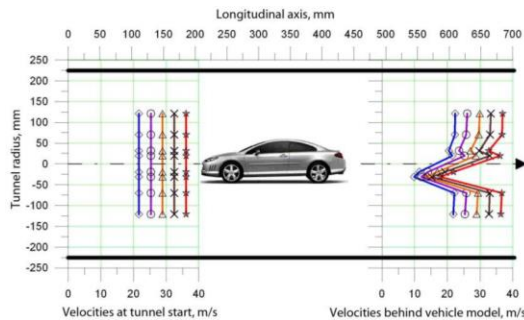 Longitudinal axis, mm
0 50 100 150 200 250 300 350 400 450 500 550 600 650 700
Tunnel radius, mm
250
200
150
100
50
0
-50
-100
-150
-200
-250
0 10 20 30 40
0 10 20 30 40 50
Velocities at tunnel start, m/s
Velocities behind vehicle model, m/s